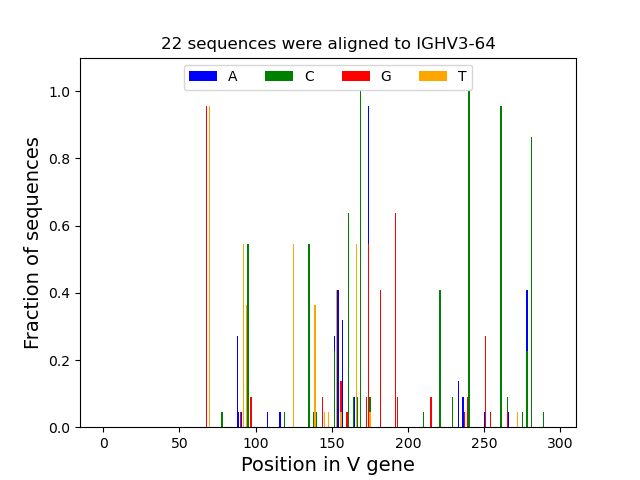 22 sequences were aligned to IGHV3-64
A C G T
1.0
0.8
0.6
0.4
0.2
0.0
Fraction of sequences
0 50 100 150 200 250 300
Position in V gene